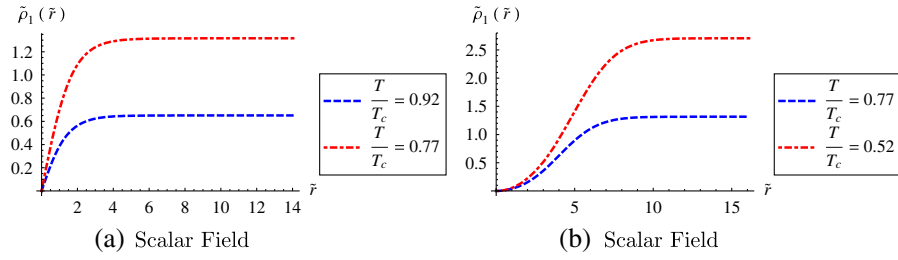 ρ̃₁(r̃)
1.2
1.0
0.8
0.6
0.4
0.2
2 4 6 8 10 12 14 r̃
T/T_c = 0.92
T/T_c = 0.77
(a) Scalar Field
ρ̃₁(r̃)
2.5
2.0
1.5
1.0
0.5
5 10 15 r̃
T/T_c = 0.77
T/T_c = 0.52
(b) Scalar Field